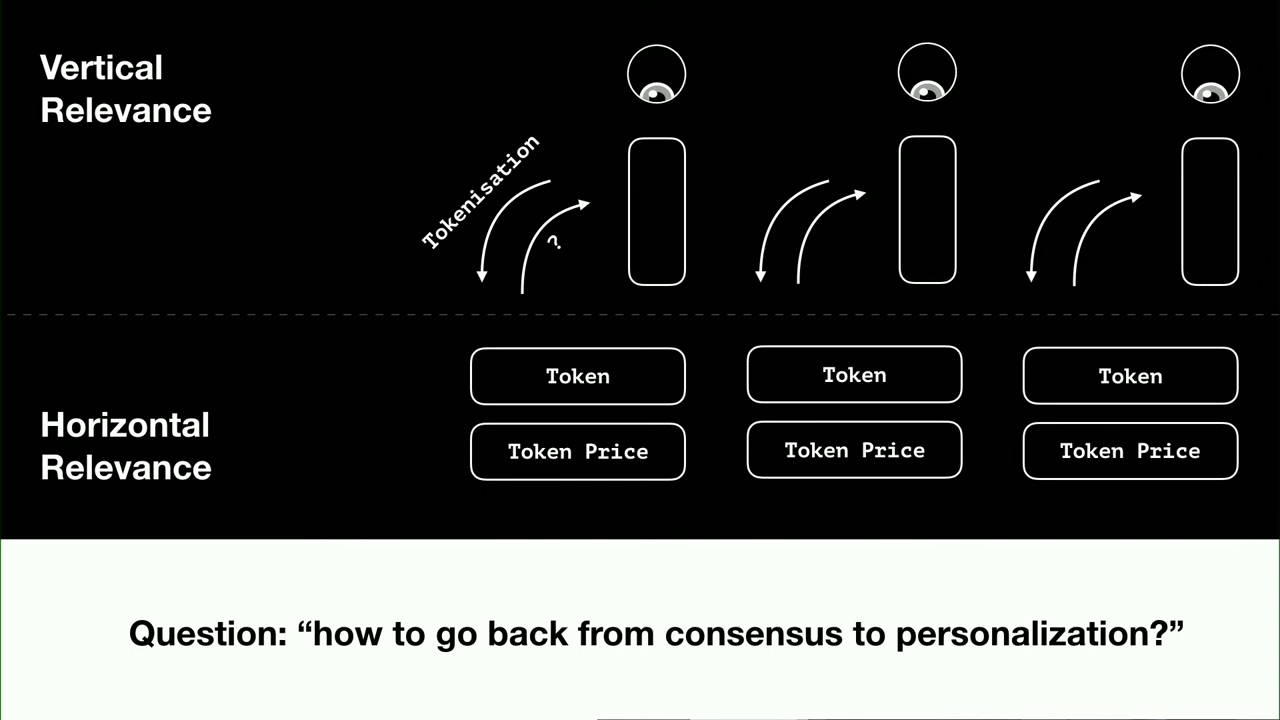 Vertical
Relevance
Tokenisation
?
Token
Token
Token
Token Price
Token Price
Token Price
Horizontal
Relevance
Question: “how to go back from consensus to personalization?”